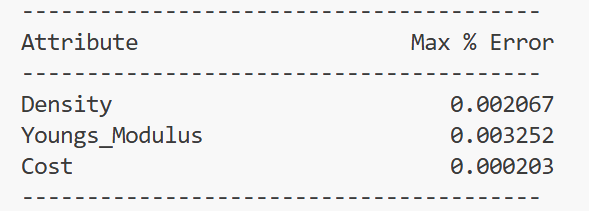 ----------------------------------------
Attribute                     Max % Error
----------------------------------------
Density                          0.002067
Youngs_Modulus                   0.003252
Cost                             0.000203
----------------------------------------